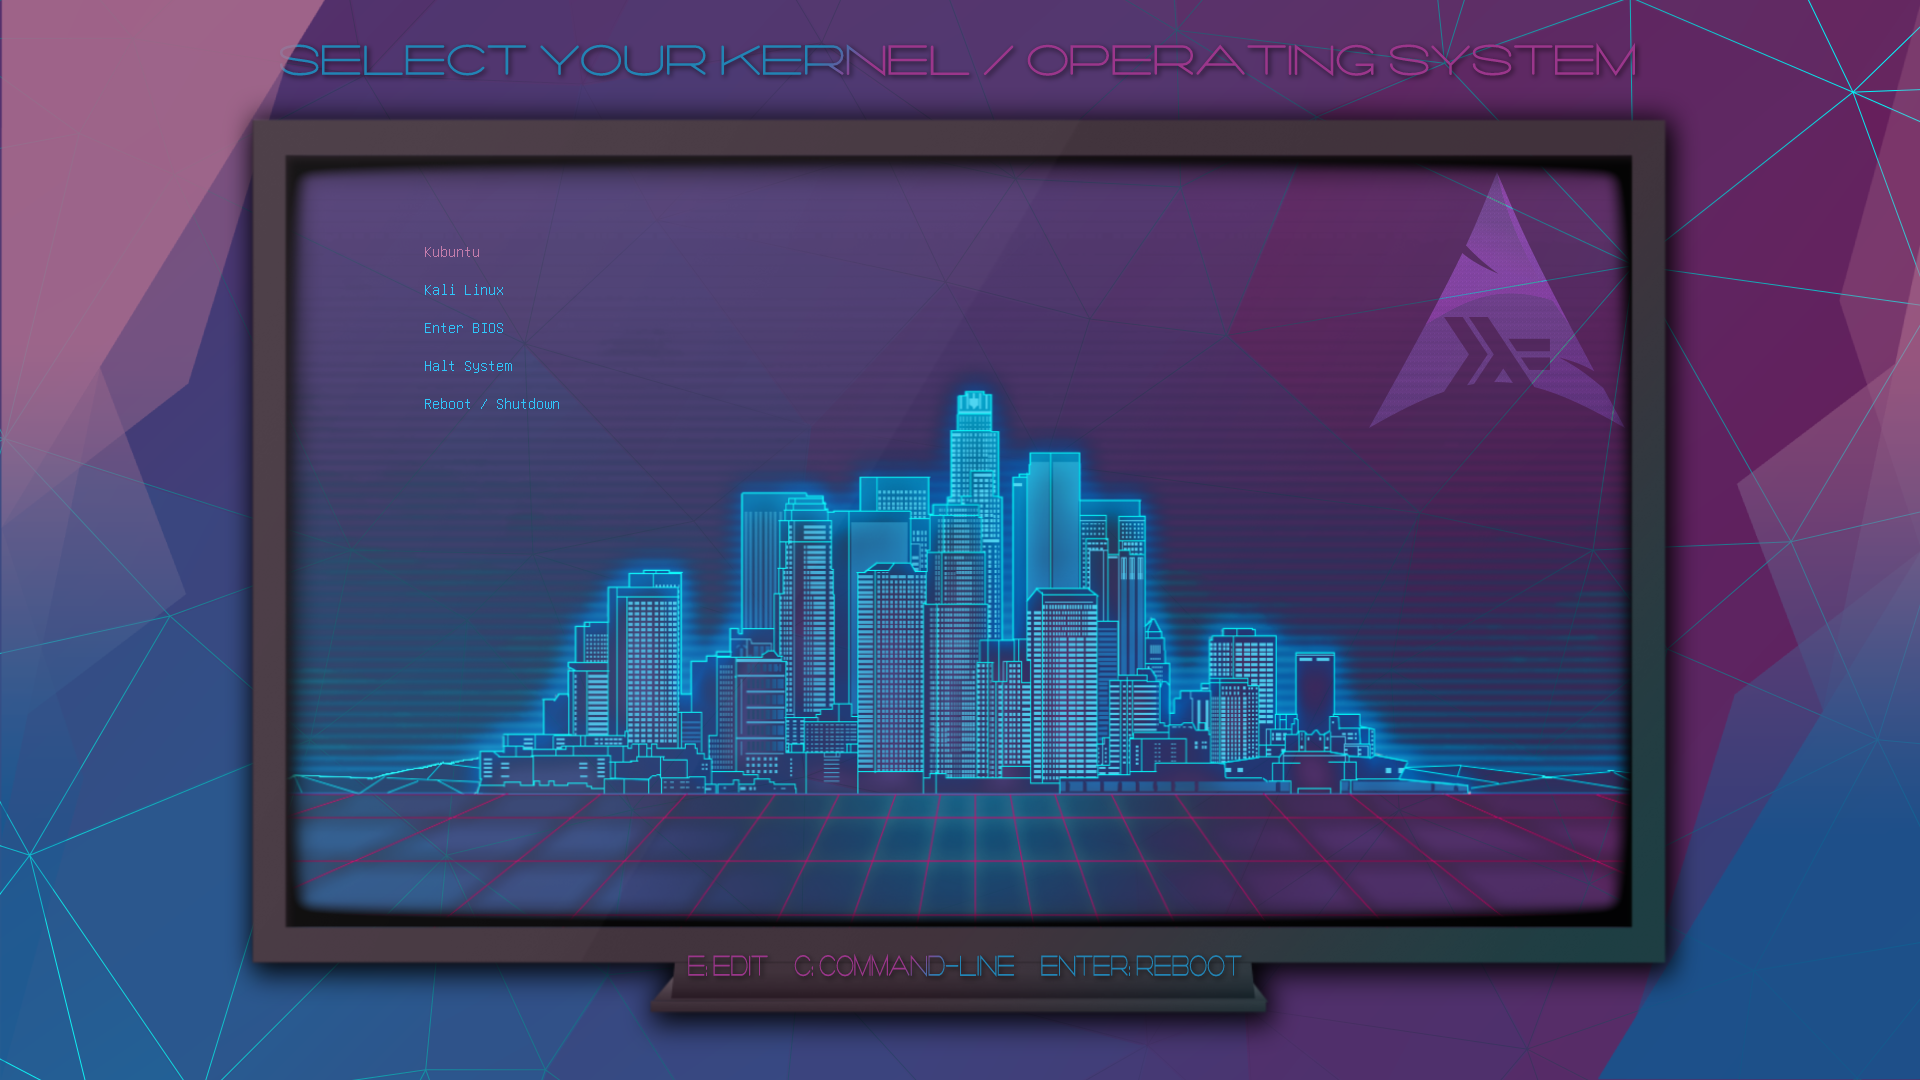 SELECT YOUR KERNEL / OPERATING SYSTEM
Kubuntu
Kali Linux
Enter BIOS
Halt System
Reboot / Shutdown
E: EDIT C: COMMAND-LINE ENTER: REBOOT